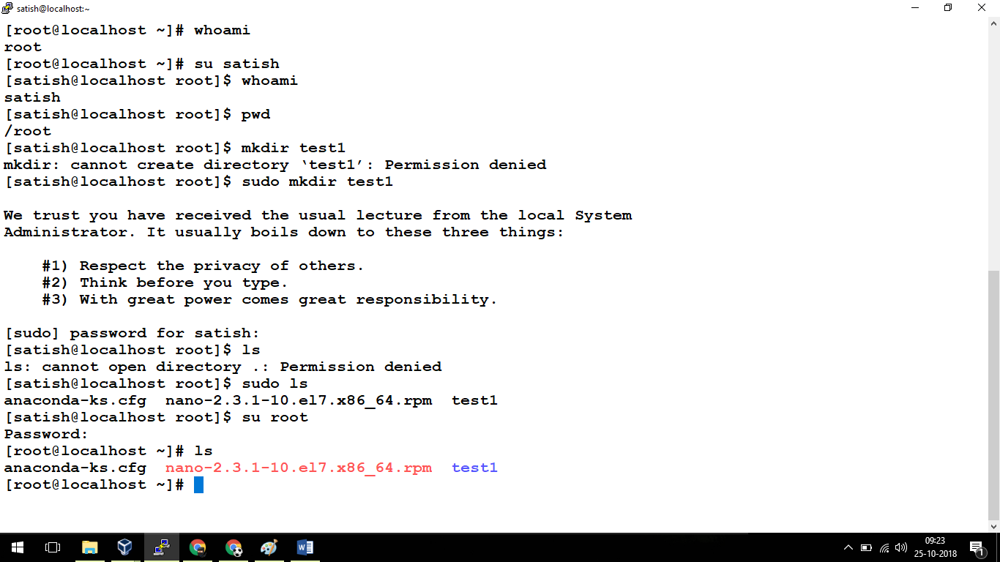 satish@localhost:~
[root@localhost ~]# whoami
root
[root@localhost ~]# su satish
[satish@localhost root]$ whoami
satish
[satish@localhost root]$ pwd
/root
[satish@localhost root]$ mkdir test1
mkdir: cannot create directory ‘test1’: Permission denied
[satish@localhost root]$ sudo mkdir test1
We trust you have received the usual lecture from the local System
Administrator. It usually boils down to these three things:
#1) Respect the privacy of others.
#2) Think before you type.
#3) With great power comes great responsibility.
[sudo] password for satish:
[satish@localhost root]$ ls
ls: cannot open directory .: Permission denied
[satish@localhost root]$ sudo ls
anaconda-ks.cfg  nano-2.3.1-10.el7.x86_64.rpm  test1
[satish@localhost root]$ su root
Password:
[root@localhost ~]# ls
anaconda-ks.cfg  nano-2.3.1-10.el7.x86_64.rpm  test1
[root@localhost ~]#
09:23
25-10-2018
1